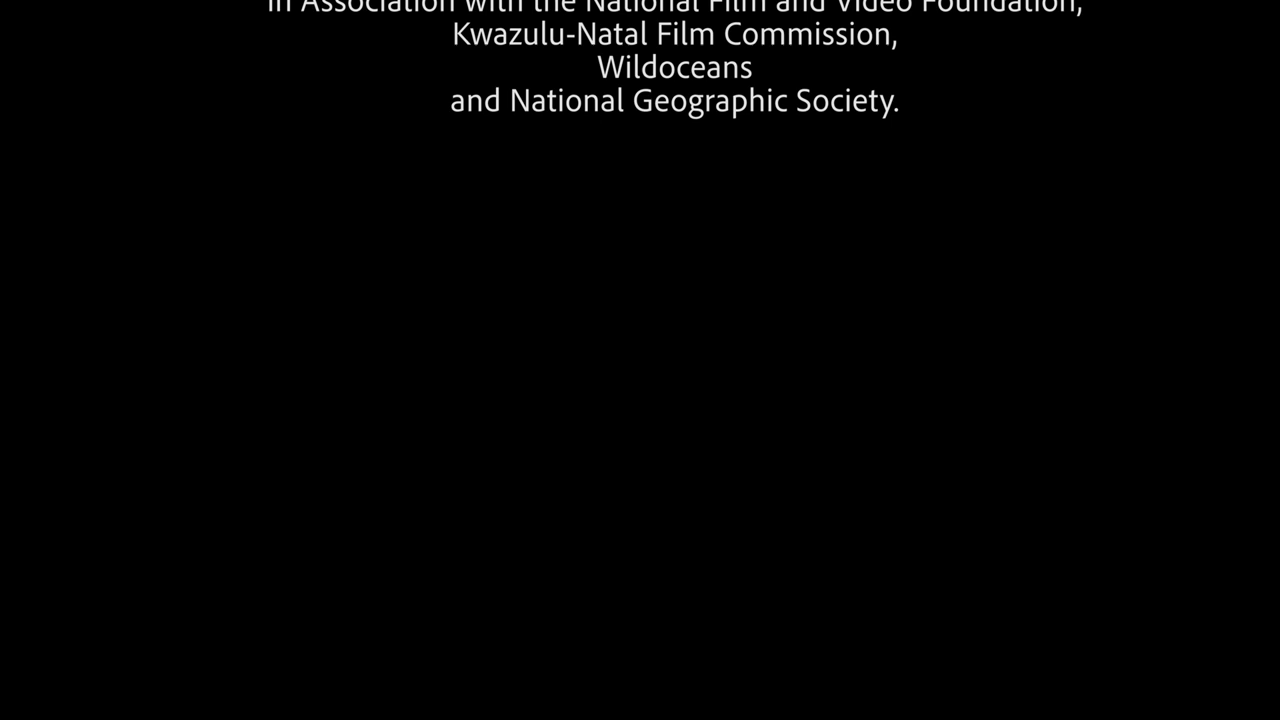 In Association with the National Film and Video Foundation,
Kwazulu-Natal Film Commission,
Wildoceans
and National Geographic Society.